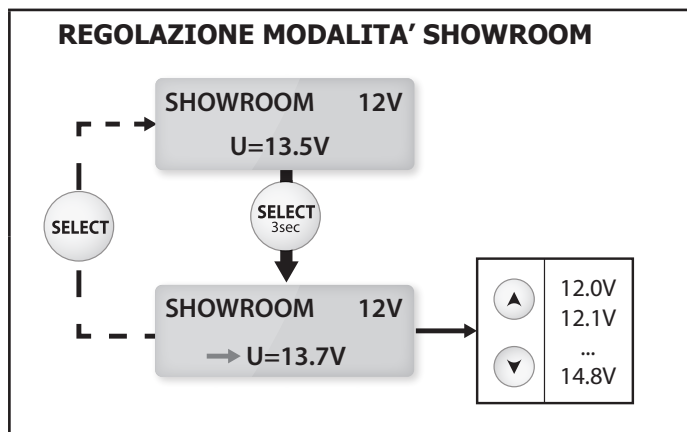 REGOLAZIONE MODALITA’ SHOWROOM
SHOWROOM 12V
U=13.5V
SELECT
SELECT
3sec
SHOWROOM 12V
U=13.7V
12.0V
12.1V
...
14.8V